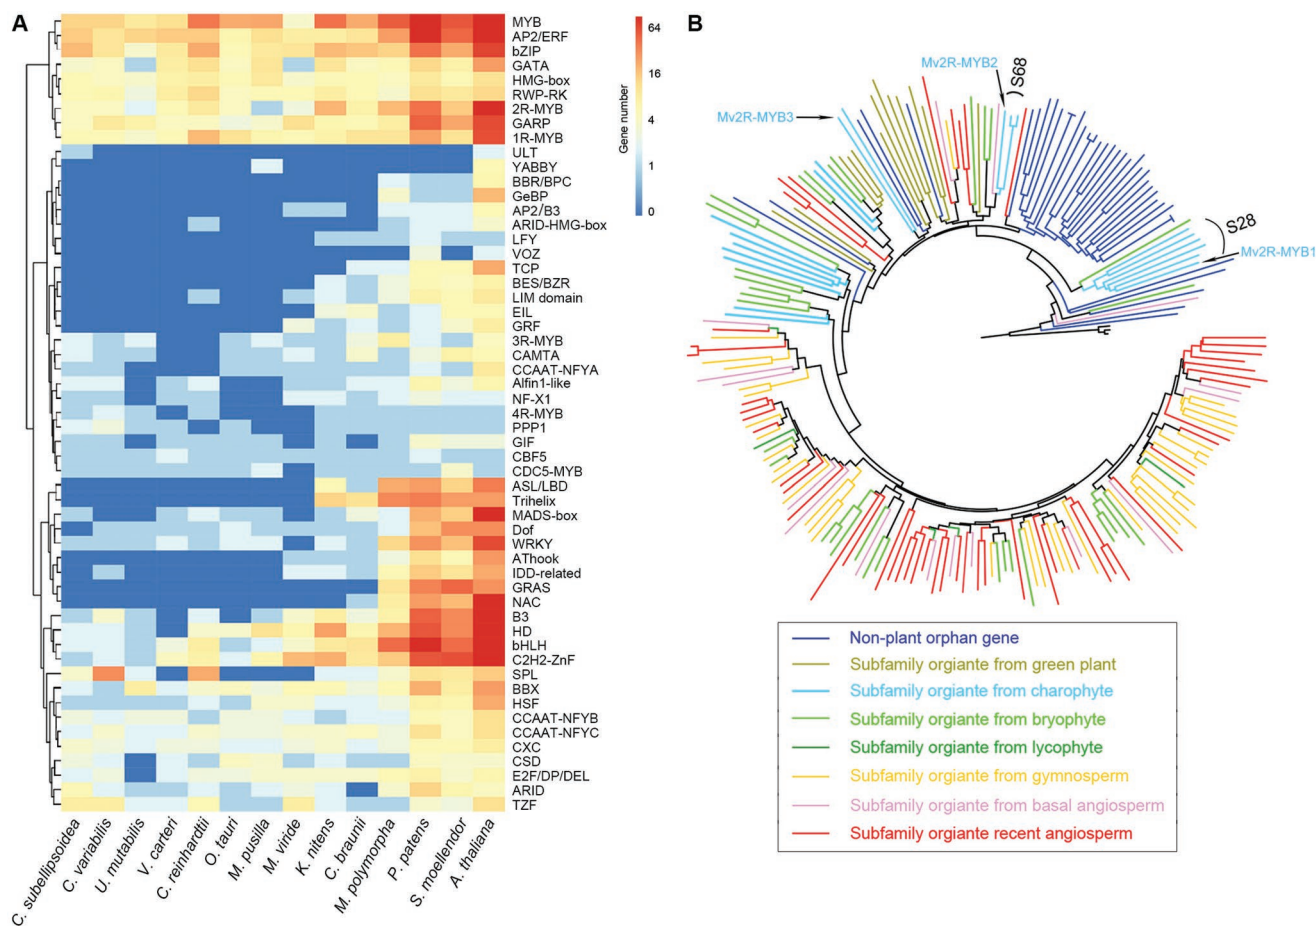 A
MYB
AP2/ERF
bZIP
GATA
HMG-box
RWP-RK
2R-MYB
GARP
1R-MYB
ULT
YABBY
BBR/BPC
GeBP
AP2/B3
ARID-HMG-box
LFY
VOZ
TCP
BES/BZR
LIM domain
EIL
GRF
3R-MYB
CAMTA
CCAAT-NFYA
Alfin1-like
NF-X1
4R-MYB
PPP1
GIF
CBF5
CDC5-MYB
ASL/LBD
Trihelix
MADS-box
Dof
WRKY
AThook
IDD-related
GRAS
NAC
B3
HD
bHLH
C2H2-ZnF
SPL
BBX
HSF
CCAAT-NFYB
CCAAT-NFYC
CXC
CSD
E2F/DP/DEL
ARID
TZF
C. subellipsoidea
C. variabilis
U. mutabilis
V. carteri
C. reinhardtii
O. tauri
M. pusilla
M. viride
K. nitens
C. braunii
M. polymorpha
P. patens
S. moellendor
A. thaliana
64
16
4
1
0
Gene number
B
Mv2R-MYB2
S68
Mv2R-MYB3
S28
Mv2R-MYB1
Non-plant orphan gene
Subfamily orgiante from green plant
Subfamily orgiante from charophyte
Subfamily orgiante from bryophyte
Subfamily orgiante from lycophyte
Subfamily orgiante from gymnosperm
Subfamily orgiante from basal angiosperm
Subfamily orgiante recent angiosperm